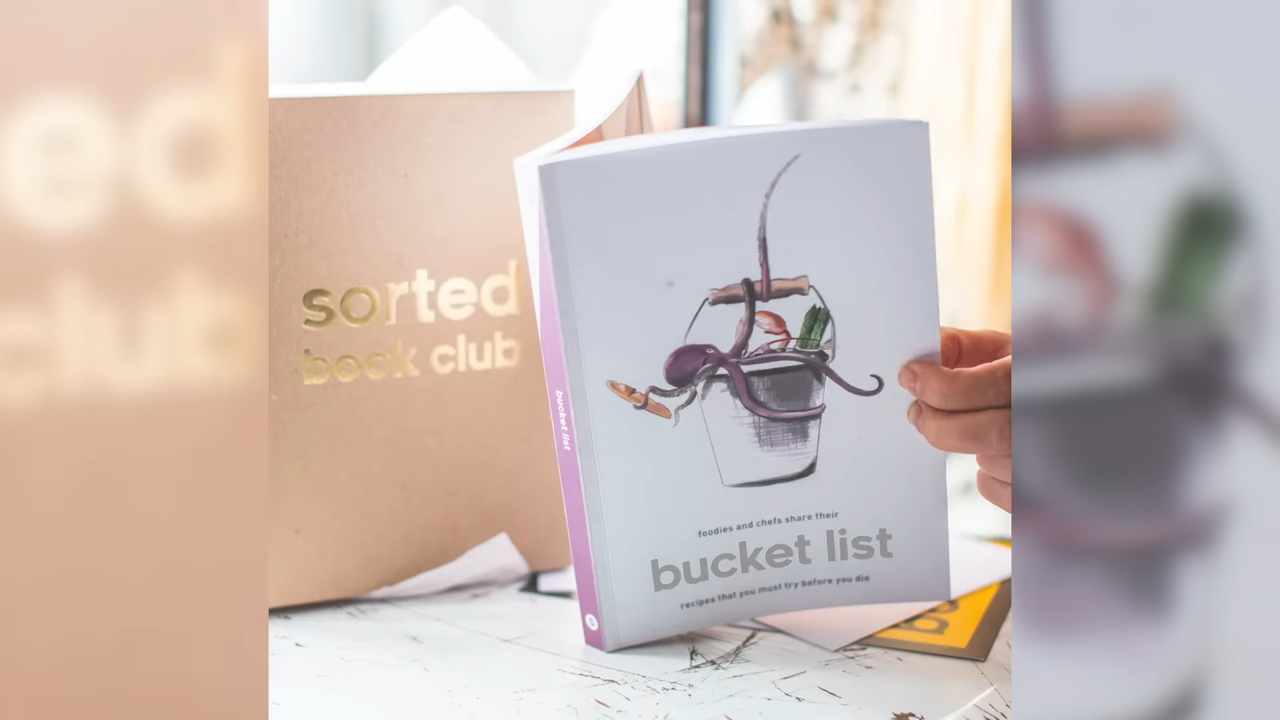 sorted
book club
bucket list
foodies and chefs share their
bucket list
recipes that you must try before you die